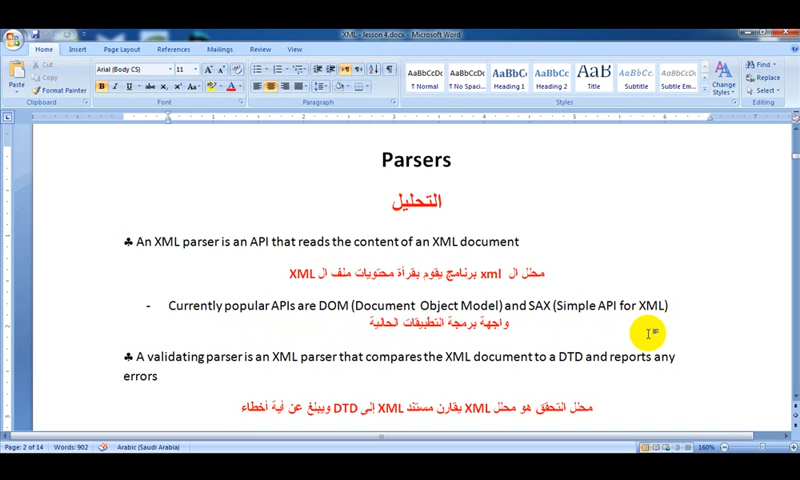 XML - lesson 4.docx - Microsoft Word
Home Insert Page Layout References Mailings Review View
Cut
Copy
Format Painter
Paste
Clipboard
Arial (Body CS) 11
Font
Paragraph
AaBbCcDc AaBbCcDc AaBbC AaBbCc AaB AaBbCcL AaBbCcDc
¶ Normal ¶ No Spaci... Heading 1 Heading 2 Title Subtitle Subtle Em...
Change Styles
Styles
Find
Replace
Select
Editing
Parsers
التحليل
♣ An XML parser is an API that reads the content of an XML document
محلل ال xml برنامج يقوم بقرأة محتويات ملف ال XML
- Currently popular APIs are DOM (Document Object Model) and SAX (Simple API for XML)
واجهة برمجة التطبيقات الحالية
♣ A validating parser is an XML parser that compares the XML document to a DTD and reports any
errors
محلل التحقق هو محلل XML يقارن مستند XML إلى DTD ويبلغ عن أية أخطاء
Page: 2 of 14 Words: 902 Arabic (Saudi Arabia) 160%